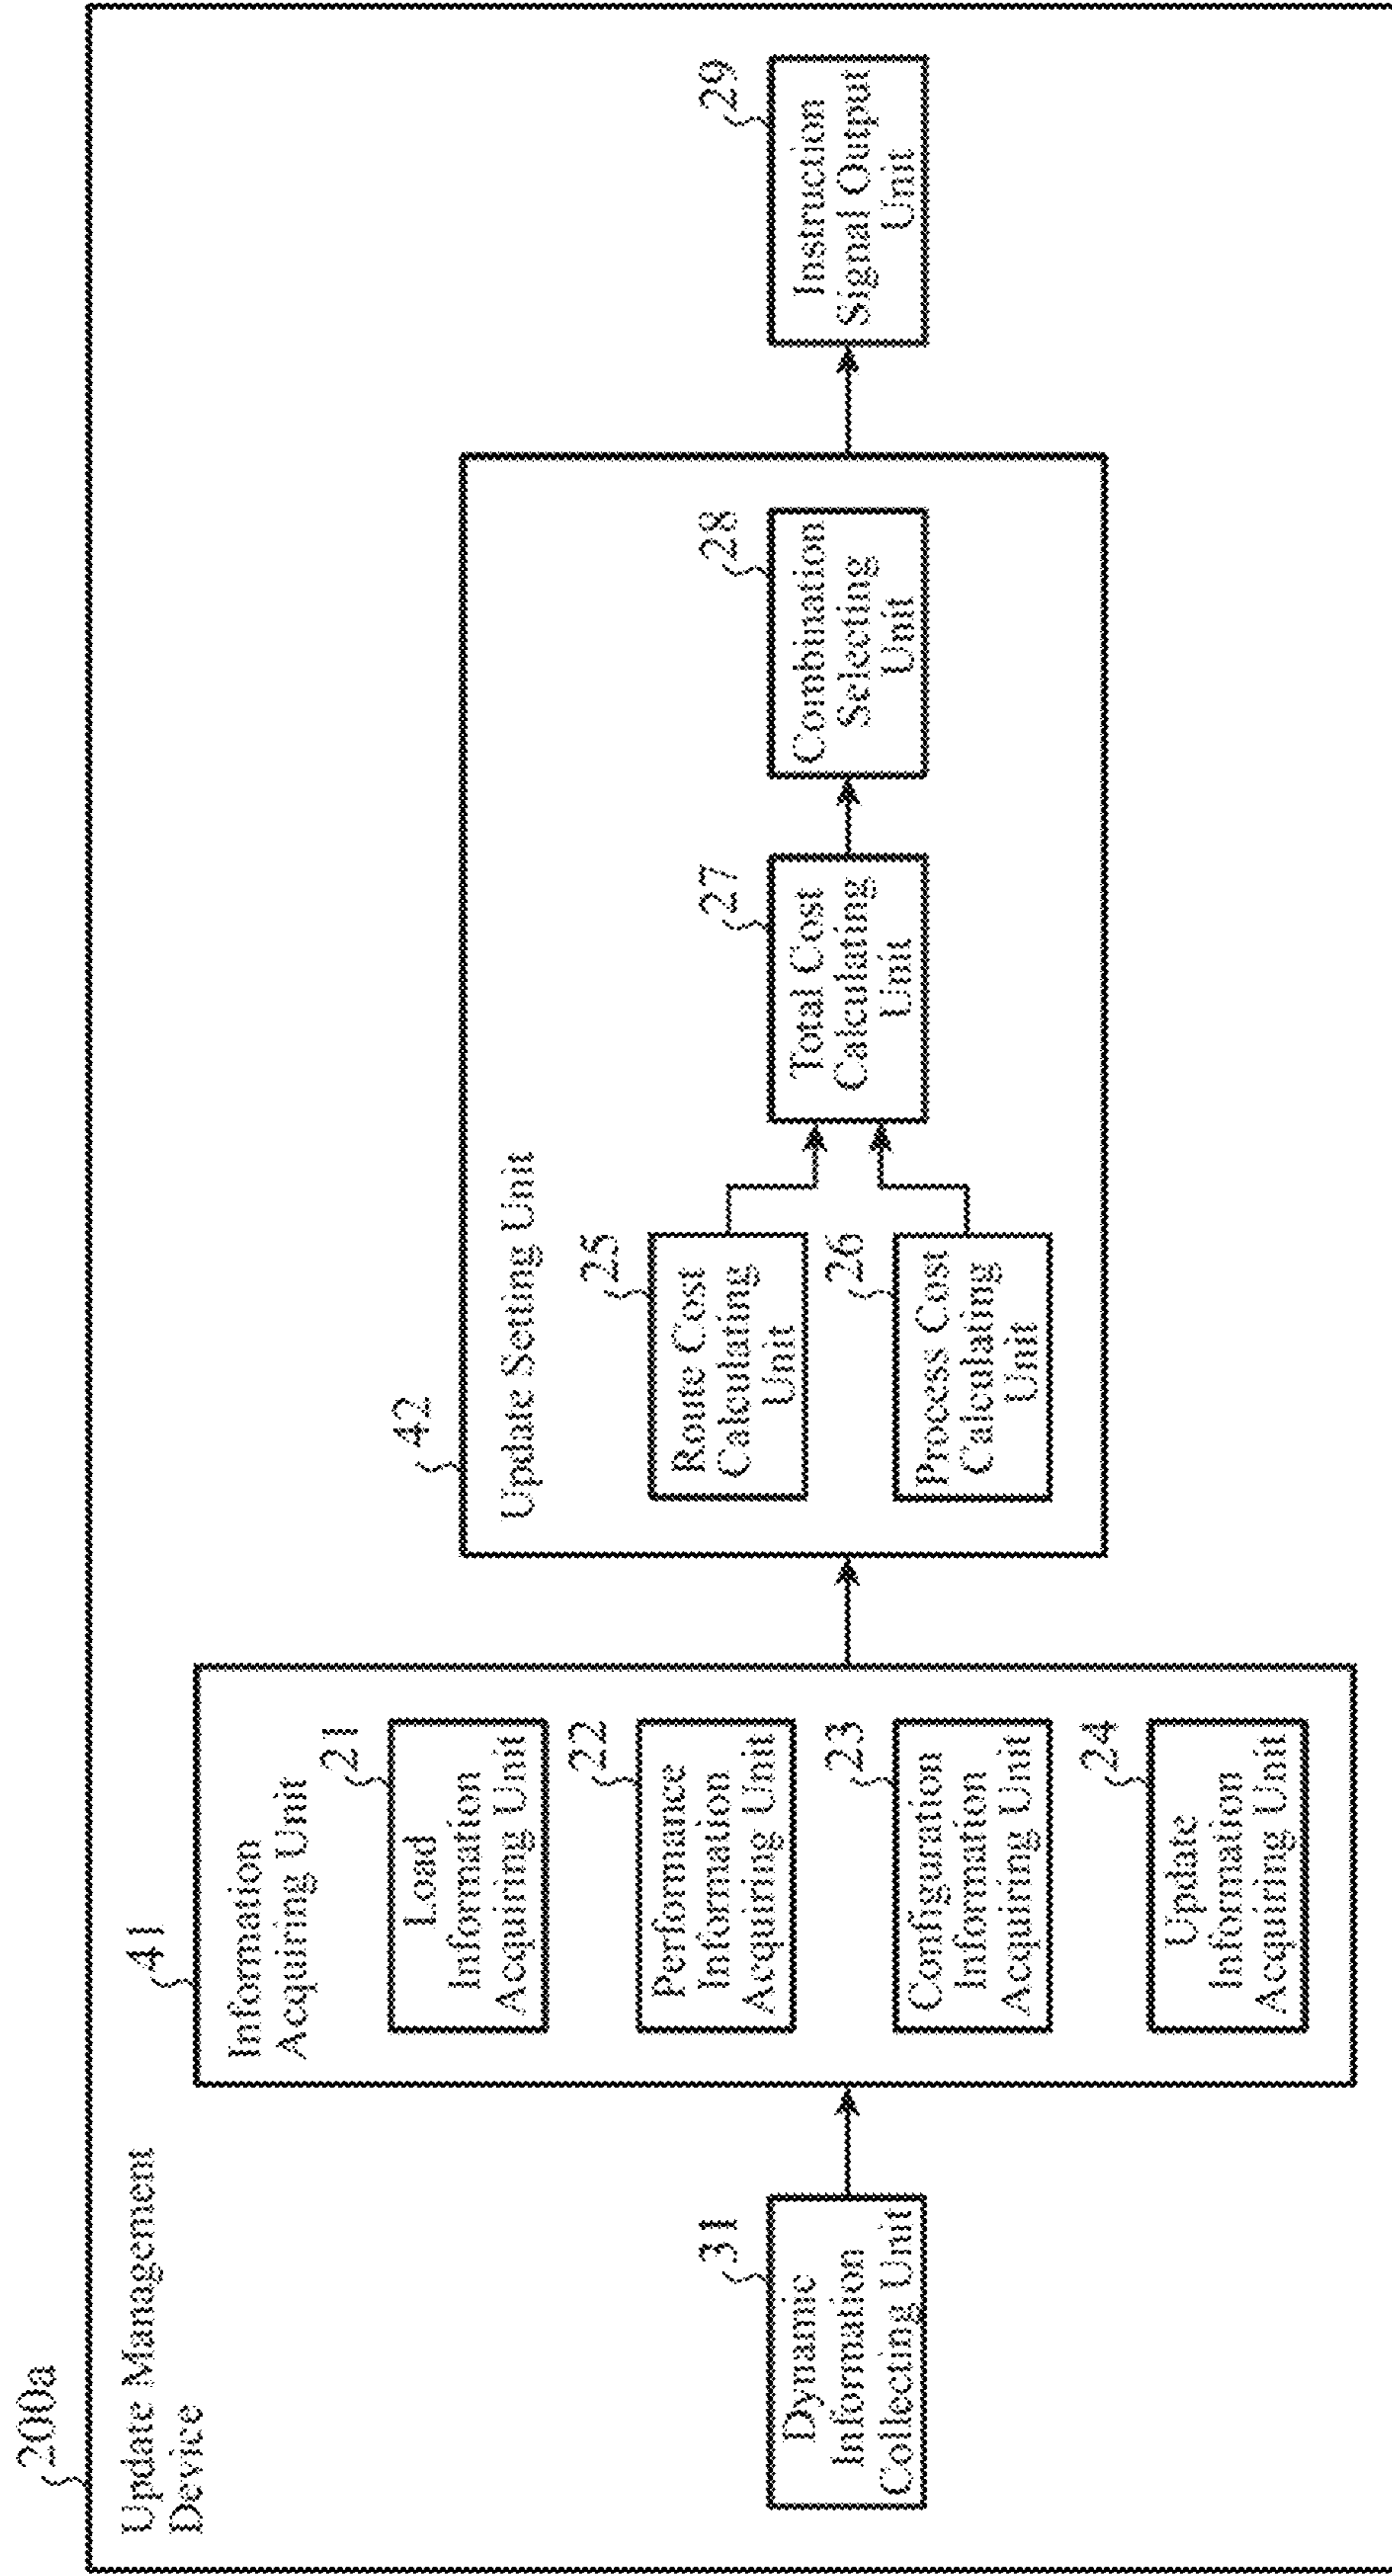 200a
Update Management
Device
31
Dynamic
Information
Collecting Unit
41
Information
Acquiring Unit
21
Load
Information
Acquiring Unit
22
Performance
Information
Acquiring Unit
23
Configuration
Information
Acquiring Unit
24
Update
Information
Acquiring Unit
42
Update Setting Unit
25
Route Cost
Calculating
Unit
26
Process Cost
Calculating
Unit
27
Total Cost
Calculating
Unit
28
Combination
Selecting
Unit
29
Instruction
Signal Output
Unit